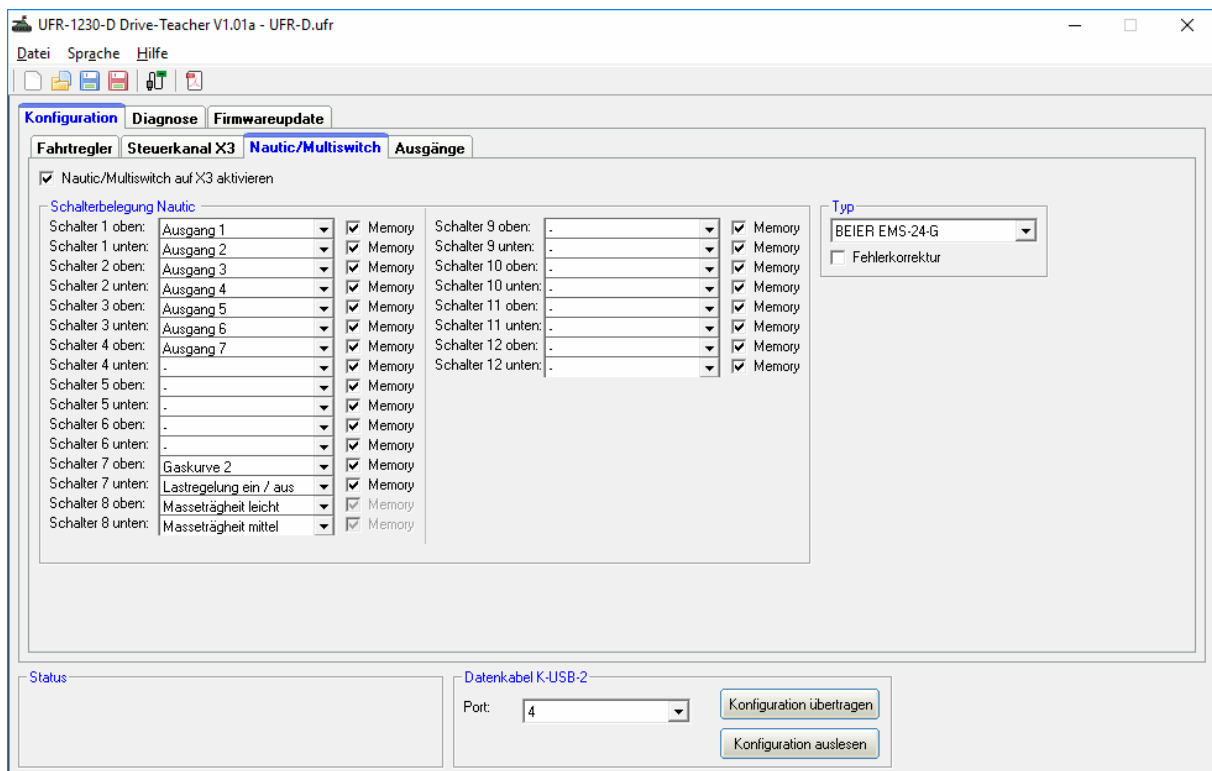 UFR-1230-D Drive-Teacher V1.01a - UFR-D.ufr
Datei Sprache Hilfe
Konfiguration Diagnose Firmwareupdate
Fahrtregler Steuerkanal X3 Nautic/Multiswitch Ausgänge
Nautic/Multiswitch auf X3 aktivieren
Schalterbelegung Nautic
Schalter 1 oben: Ausgang 1 Memory
Schalter 1 unten: Ausgang 2 Memory
Schalter 2 oben: Ausgang 3 Memory
Schalter 2 unten: Ausgang 4 Memory
Schalter 3 oben: Ausgang 5 Memory
Schalter 3 unten: Ausgang 6 Memory
Schalter 4 oben: Ausgang 7 Memory
Schalter 4 unten: - Memory
Schalter 5 oben: - Memory
Schalter 5 unten: - Memory
Schalter 6 oben: - Memory
Schalter 6 unten: - Memory
Schalter 7 oben: Gaskurve 2 Memory
Schalter 7 unten: Lastregelung ein / aus Memory
Schalter 8 oben: Masseträgheit leicht Memory
Schalter 8 unten: Masseträgheit mittel Memory
Schalter 9 oben: - Memory
Schalter 9 unten: - Memory
Schalter 10 oben: - Memory
Schalter 10 unten: - Memory
Schalter 11 oben: - Memory
Schalter 11 unten: - Memory
Schalter 12 oben: - Memory
Schalter 12 unten: - Memory
Typ
BEIER EMS-24-G
Fehlerkorrektur
Status
Datenkabel K-USB-2
Port: 4
Konfiguration übertragen
Konfiguration auslesen